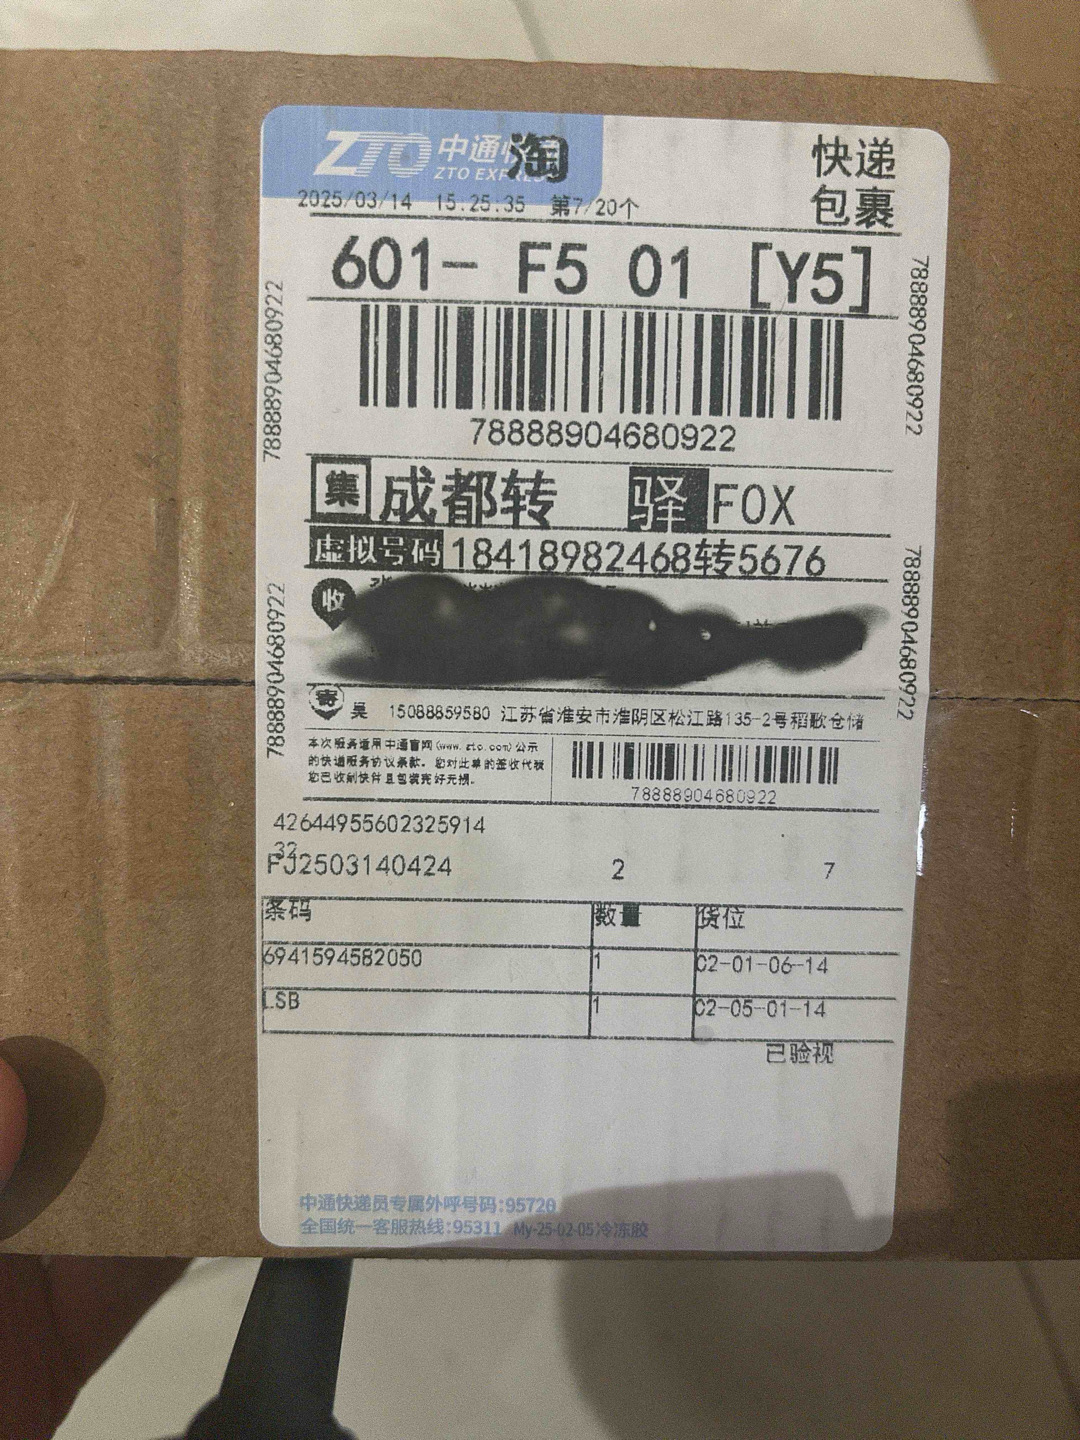 ZTO 中通快 淘
ZTO EXPRESS
快递
包裹
2025/03/14 15:25:35 第7/20个
601- F5 01 [Y5]
78888904680922
78888904680922
78888904680922
集 成都转 驿 FOX
虚拟号码 18418982468转5676
收
78888904680922
78888904680922
寄 吴 15088859580 江苏省淮安市淮阴区松江路135-2号稻歌仓储
本次服务适用中通官网(www.zto.com)公示
的快递服务协议条款。您对此单的签收代表
您已收到快件且包装完好无损。
78888904680922
42644955602325914
32
FJ2503140424 2 7
条码 数量 货位
6941594582050 1 C2-01-06-14
LSB 1 C2-05-01-14
已验视
中通快递员专属外呼号码:95720
全国统一客服热线:95311 My-25-02-05冷冻胶